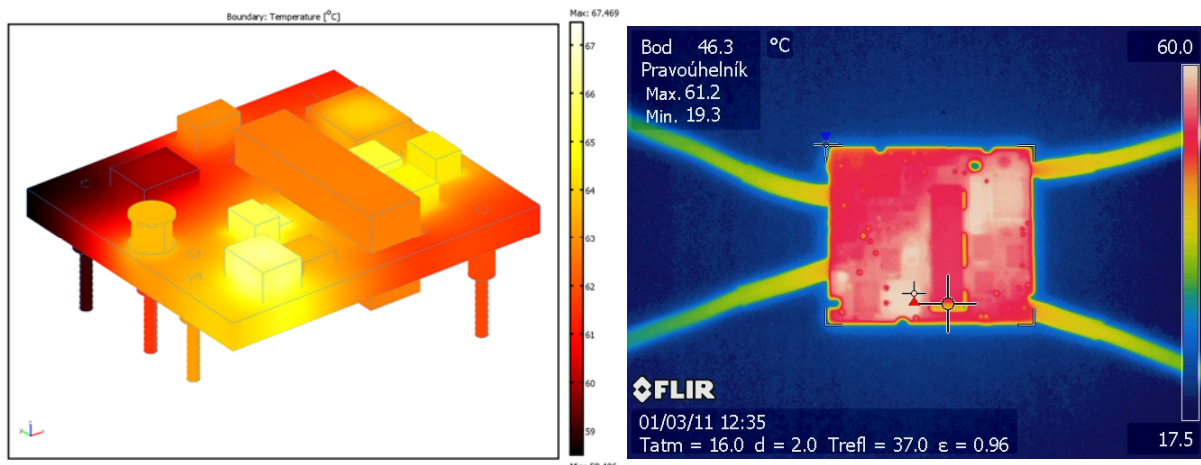 Boundary: Temperature [°C]
Max: 67.469
67
66
65
64
63
62
61
60
59
Bod 46.3 °C
Pravoúhelník
Max. 61.2
Min. 19.3
60.0
FLIR
01/03/11 12:35
Tatm = 16.0 d = 2.0 Trefl = 37.0 ε = 0.96
17.5